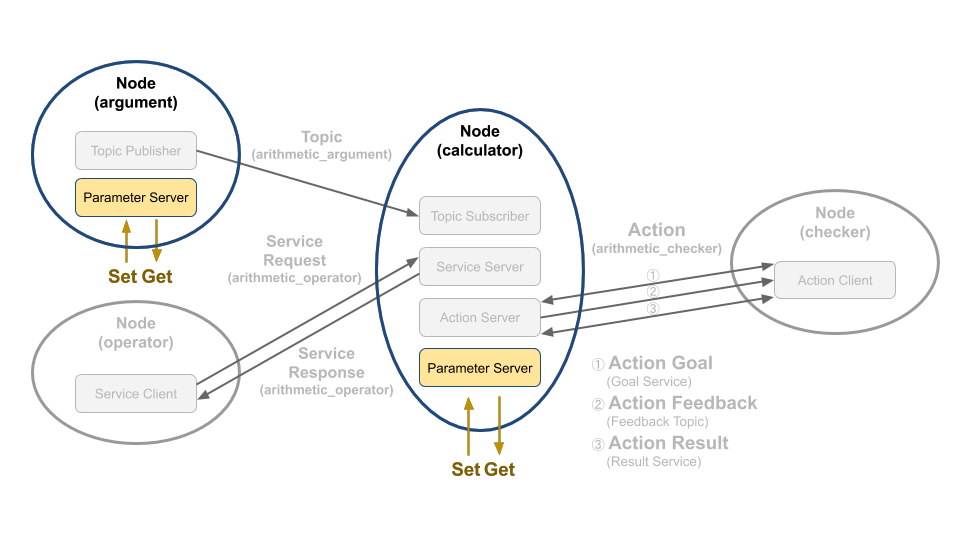 Node
(argument)
Topic Publisher
Parameter Server
Set Get
Topic
(arithmetic_argument)
Service
Request
(arithmetic_operator)
Node
(operator)
Service Client
Service
Response
(arithmetic_operator)
Node
(calculator)
Topic Subscriber
Service Server
Action Server
Parameter Server
Set Get
Action
(arithmetic_checker)
①
②
③
Node
(checker)
Action Client
① Action Goal
(Goal Service)
② Action Feedback
(Feedback Topic)
③ Action Result
(Result Service)